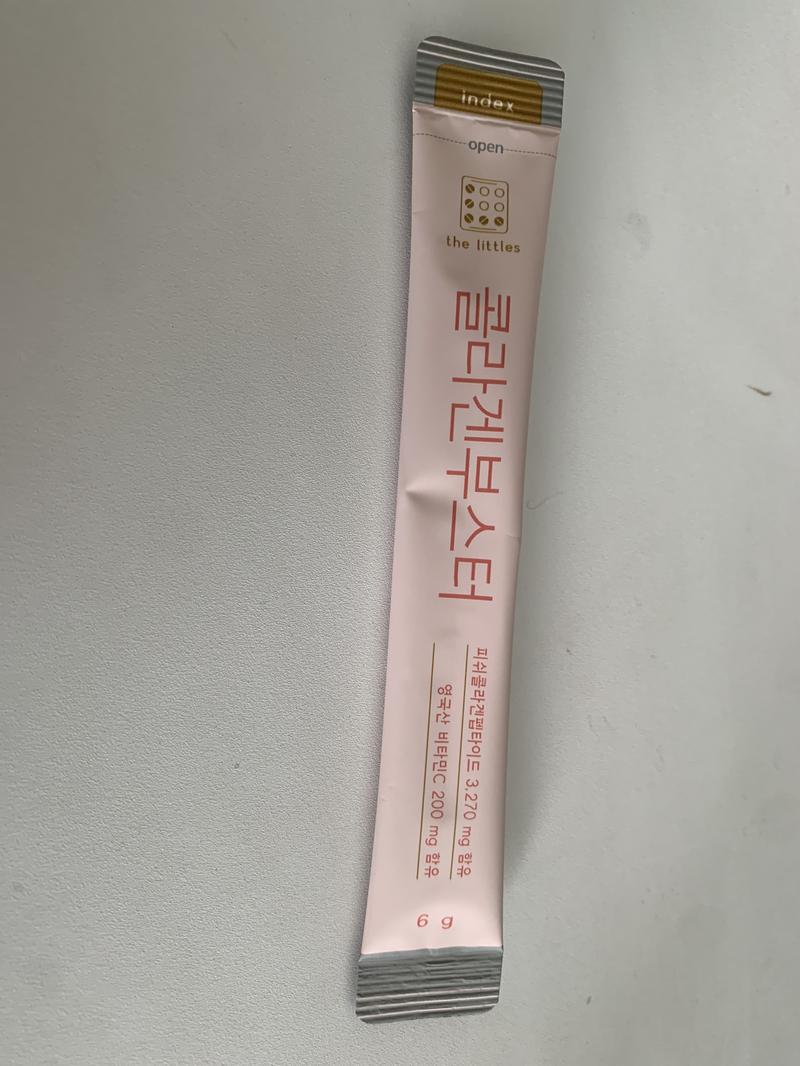 index
open
the littles
콜라겐부스터
피쉬콜라겐펩타이드 3,270 mg 함유
영국산 비타민C 200 mg 함유
6 g